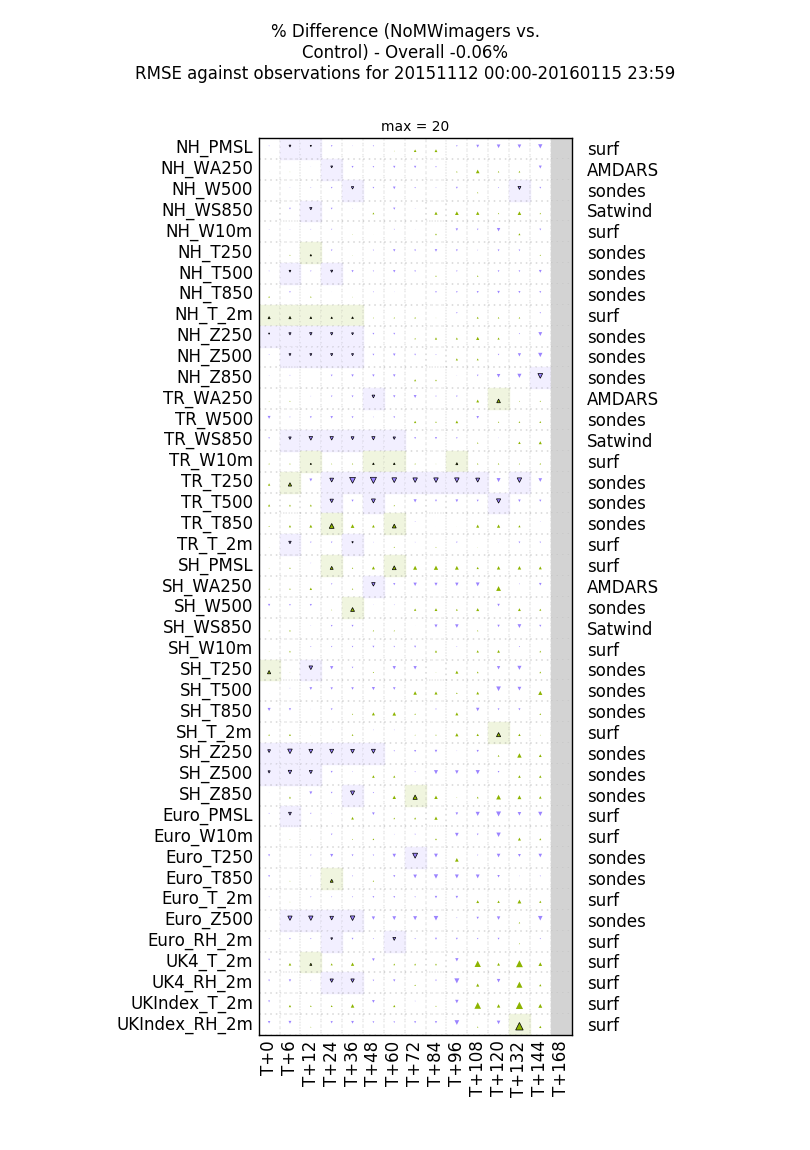 % Difference (NoMWimagers vs.
Control) - Overall -0.06%
RMSE against observations for 20151112 00:00-20160115 23:59
max = 20
NH_PMSL surf
NH_WA250 AMDARS
NH_W500 sondes
NH_WS850 Satwind
NH_W10m surf
NH_T250 sondes
NH_T500 sondes
NH_T850 sondes
NH_T_2m surf
NH_Z250 sondes
NH_Z500 sondes
NH_Z850 sondes
TR_WA250 AMDARS
TR_W500 sondes
TR_WS850 Satwind
TR_W10m surf
TR_T250 sondes
TR_T500 sondes
TR_T850 sondes
TR_T_2m surf
SH_PMSL surf
SH_WA250 AMDARS
SH_W500 sondes
SH_WS850 Satwind
SH_W10m surf
SH_T250 sondes
SH_T500 sondes
SH_T850 sondes
SH_T_2m surf
SH_Z250 sondes
SH_Z500 sondes
SH_Z850 sondes
Euro_PMSL surf
Euro_W10m surf
Euro_T250 sondes
Euro_T850 sondes
Euro_T_2m surf
Euro_Z500 sondes
Euro_RH_2m surf
UK4_T_2m surf
UK4_RH_2m surf
UKIndex_T_2m surf
UKIndex_RH_2m surf
T+0 T+6 T+12 T+24 T+36 T+48 T+60 T+72 T+84 T+96 T+108 T+120 T+132 T+144 T+168